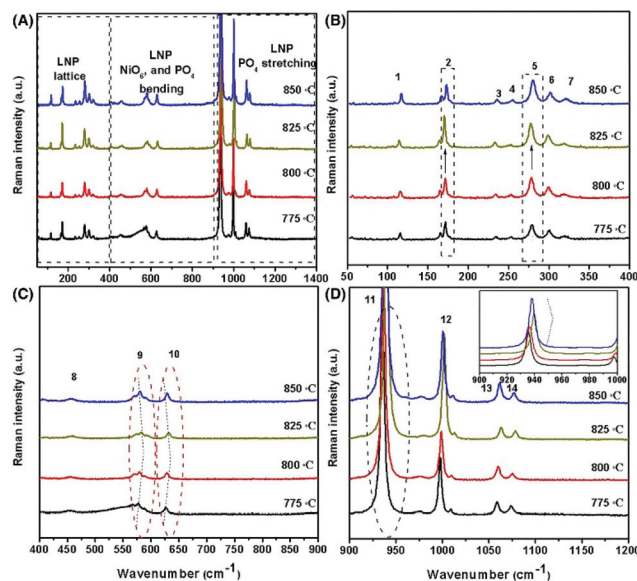 (A)
LNP
lattice
LNP
NiO6, and PO4
bending
LNP
PO4 stretching
850 °C
825 °C
800 °C
775 °C
Raman intensity (a.u.)
200 400 600 800 1000 1200 1400
(B)
1 2 3 4 5 6 7
850 °C
825 °C
800 °C
775 °C
Raman intensity (a.u.)
50 100 150 200 250 300 350 400
(C)
8 9 10
850 °C
825 °C
800 °C
775 °C
Raman intensity (a.u.)
400 450 500 550 600 650 700 750 800 850 900
Wavenumber (cm-1)
(D)
11 12 13 14
900 920 940 960 980 1000
850 °C
825 °C
800 °C
775 °C
Raman intensity (a.u.)
900 950 1000 1050 1100 1150 1200
Wavenumber (cm-1)